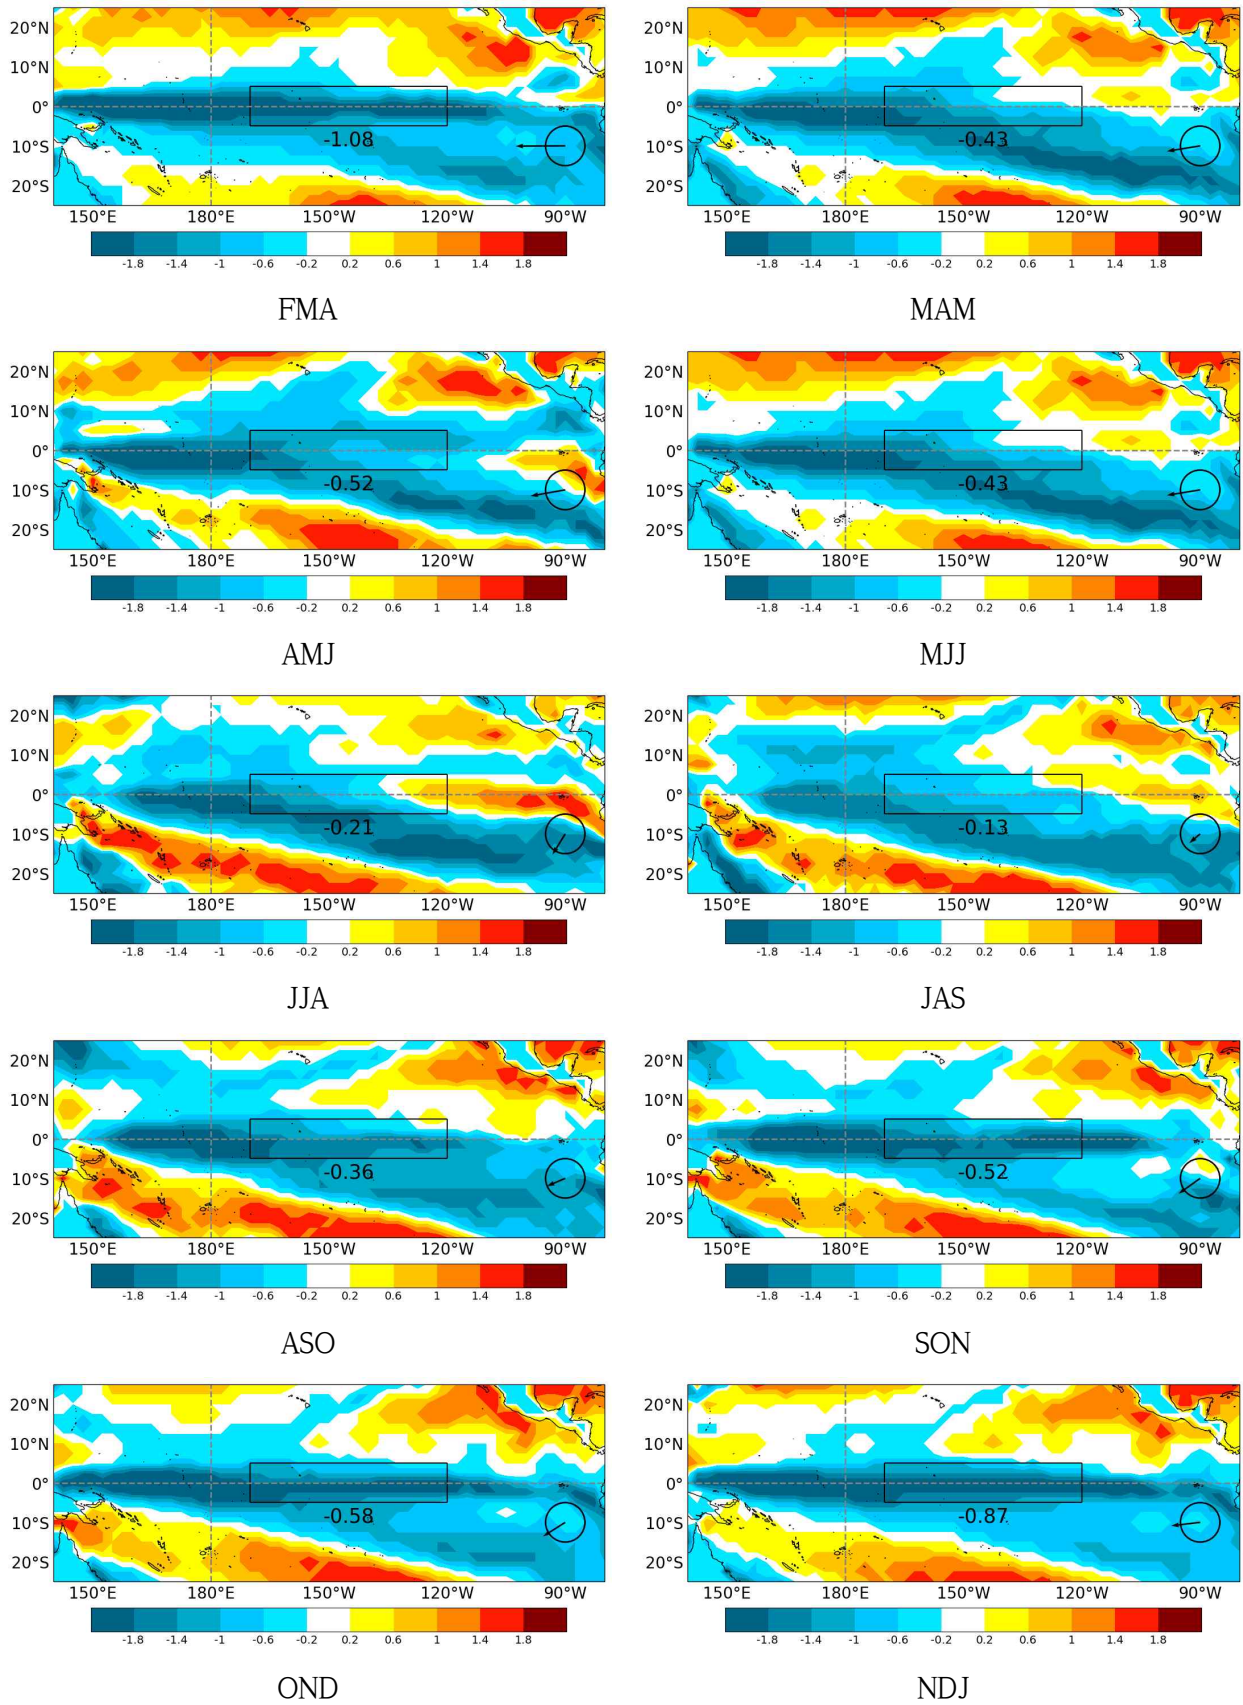 20°N 20°N
10°N 10°N
0° 0°
-1.08 -0.43
10°S 10°S
20°S 20°S
150°E 180°E 150°W 120°W 90°W 150°E 180°E 150°W 120°W 90°W
-1.8 -1.4 -1 -0.6 -0.2 0.2 0.6 1 1.4 1.8 -1.8 -1.4 -1 -0.6 -0.2 0.2 0.6 1 1.4 1.8
FMA MAM
20°N 20°N
10°N 10°N
0° 0°
-0.52 -0.43
10°S 10°S
20°S 20°S
150°E 180°E 150°W 120°W 90°W 150°E 180°E 150°W 120°W 90°W
-1.8 -1.4 -1 -0.6 -0.2 0.2 0.6 1 1.4 1.8 -1.8 -1.4 -1 -0.6 -0.2 0.2 0.6 1 1.4 1.8
AMJ MJJ
20°N 20°N
10°N 10°N
0° 0°
-0.21 -0.13
10°S 10°S
20°S 20°S
150°E 180°E 150°W 120°W 90°W 150°E 180°E 150°W 120°W 90°W
-1.8 -1.4 -1 -0.6 -0.2 0.2 0.6 1 1.4 1.8 -1.8 -1.4 -1 -0.6 -0.2 0.2 0.6 1 1.4 1.8
JJA JAS
20°N 20°N
10°N 10°N
0° 0°
-0.36 -0.52
10°S 10°S
20°S 20°S
150°E 180°E 150°W 120°W 90°W 150°E 180°E 150°W 120°W 90°W
-1.8 -1.4 -1 -0.6 -0.2 0.2 0.6 1 1.4 1.8 -1.8 -1.4 -1 -0.6 -0.2 0.2 0.6 1 1.4 1.8
ASO SON
20°N 20°N
10°N 10°N
0° 0°
-0.58 -0.87
10°S 10°S
20°S 20°S
150°E 180°E 150°W 120°W 90°W 150°E 180°E 150°W 120°W 90°W
-1.8 -1.4 -1 -0.6 -0.2 0.2 0.6 1 1.4 1.8 -1.8 -1.4 -1 -0.6 -0.2 0.2 0.6 1 1.4 1.8
OND NDJ